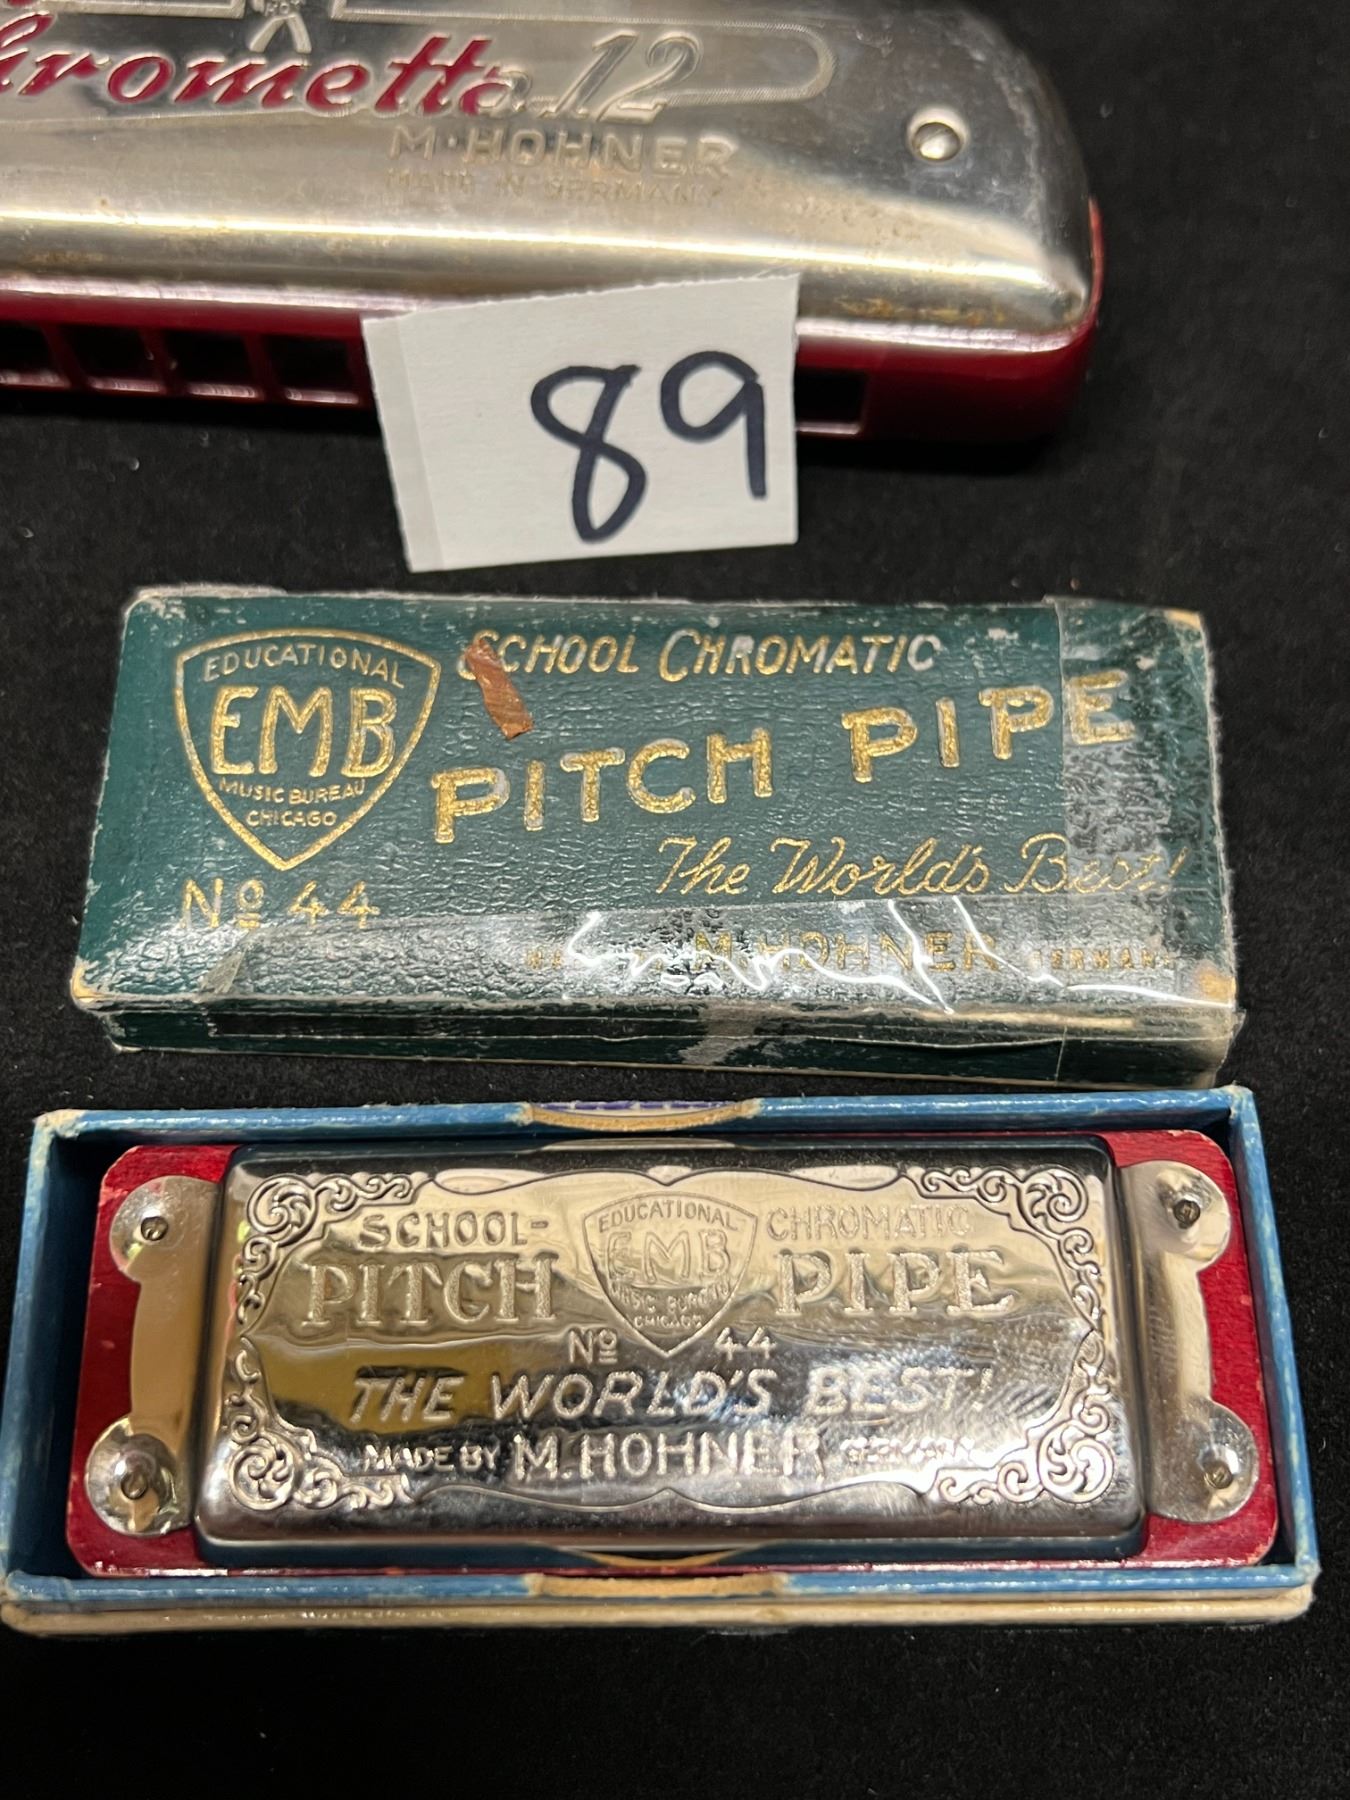 Chrometta 12
M. HOHNER
MADE IN GERMANY
89
EDUCATIONAL
EMB
MUSIC BUREAU
CHICAGO
No 44
SCHOOL CHROMATIC
PITCH PIPE
The World's Best!
M. HOHNER GERMANY
SCHOOL- CHROMATIC
PITCH PIPE
EDUCATIONAL
EMB
MUSIC BUREAU
CHICAGO
No 44
THE WORLD'S BEST!
MADE BY M. HOHNER GERMANY